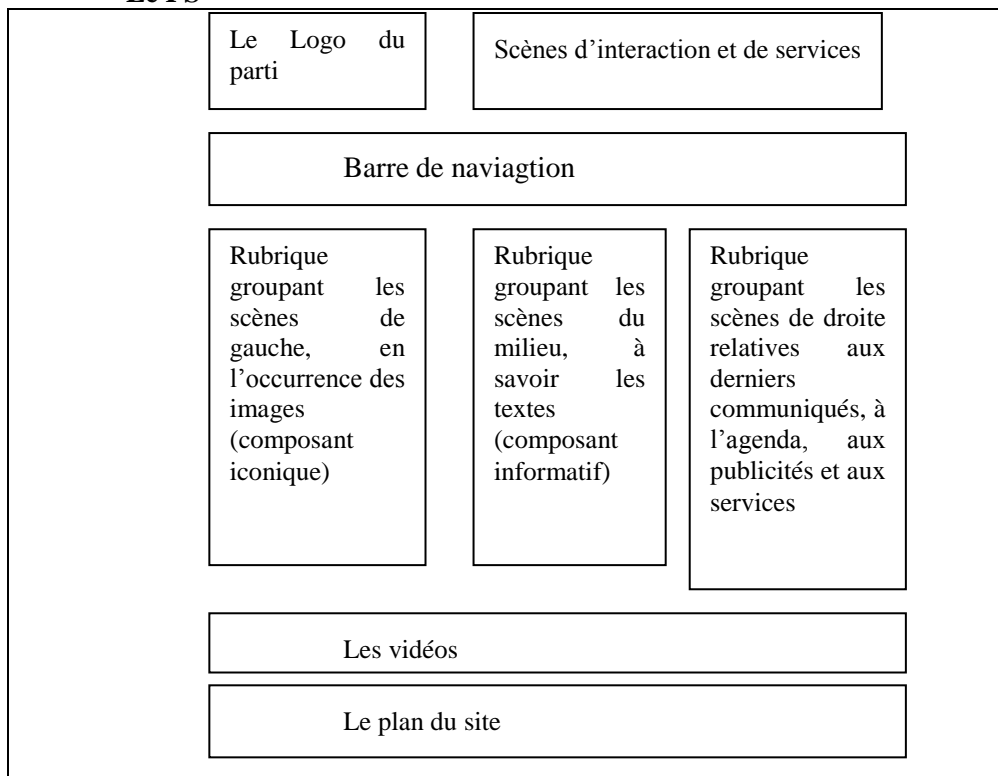 Le Logo du
parti
Scènes d’interaction et de services
Barre de naviagtion
Rubrique
groupant les
scènes de
gauche, en
l’occurrence des
images
(composant
iconique)
Rubrique
groupant les
scènes du
milieu, à
savoir les
textes
(composant
informatif)
Rubrique
groupant les
scènes de droite
relatives aux
derniers
communiqués, à
l’agenda, aux
publicités et aux
services
Les vidéos
Le plan du site